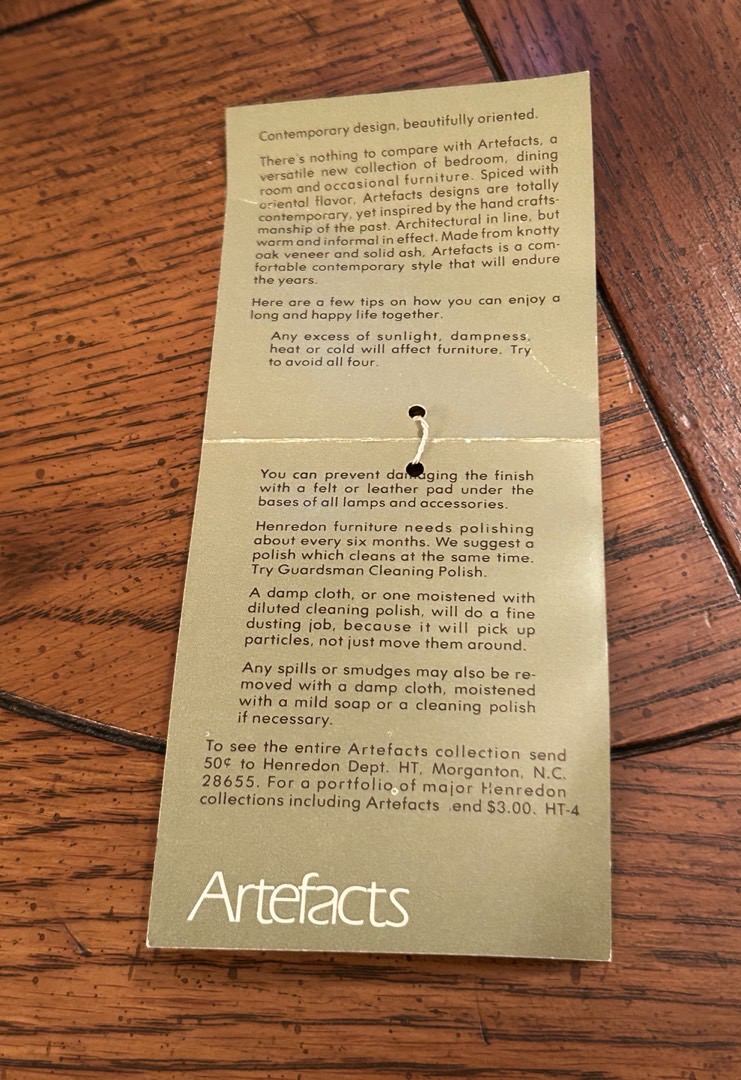 Contemporary design, beautifully oriented.
There's nothing to compare with Artefacts, a
versatile new collection of bedroom, dining
room and occasional furniture. Spiced with
oriental flavor, Artefacts designs are totally
contemporary, yet inspired by the hand crafts-
manship of the past. Architectural in line, but
warm and informal in effect. Made from knotty
oak veneer and solid ash, Artefacts is a com-
fortable contemporary style that will endure
the years.
Here are a few tips on how you can enjoy a
long and happy life together.
Any excess of sunlight, dampness,
heat or cold will affect furniture. Try
to avoid all four.
You can prevent damaging the finish
with a felt or leather pad under the
bases of all lamps and accessories.
Henredon furniture needs polishing
about every six months. We suggest a
polish which cleans at the same time.
Try Guardsman Cleaning Polish.
A damp cloth, or one moistened with
diluted cleaning polish, will do a fine
dusting job, because it will pick up
particles, not just move them around.
Any spills or smudges may also be re-
moved with a damp cloth, moistened
with a mild soap or a cleaning polish
if necessary.
To see the entire Artefacts collection send
50¢ to Henredon Dept. HT, Morganton, N.C.
28655. For a portfolio of major Henredon
collections including Artefacts end $3.00. HT-4
Artefacts